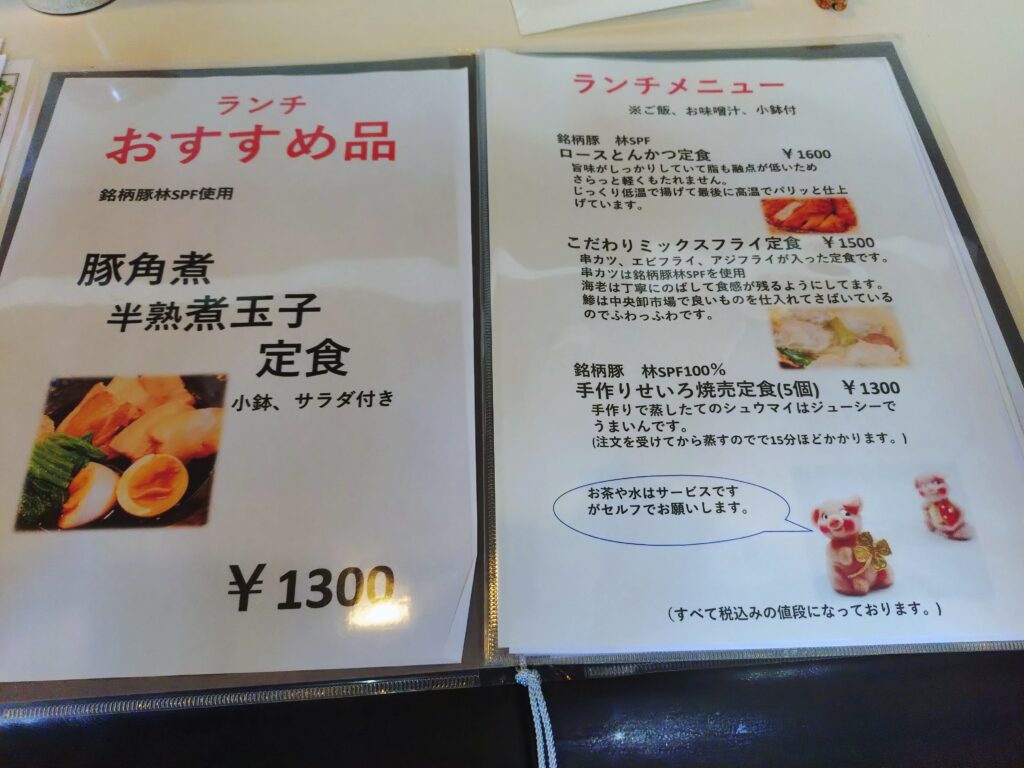 ランチ
おすすめ品
銘柄豚林SPF使用
豚角煮
半熟煮玉子
定食
小鉢、サラダ付き
￥1300
ランチメニュー
※ご飯、お味噌汁、小鉢付
銘柄豚　林SPF
ロースとんかつ定食　￥1600
旨味がしっかりしていて脂も融点が低いため
さらっと軽くもたれません。
じっくり低温で揚げて最後に高温でパリッと仕上
げています。
こだわりミックスフライ定食　￥1500
串カツ、エビフライ、アジフライが入った定食です。
串カツは銘柄豚林SPFを使用
海老は丁寧にのばして食感が残るようにしてます。
鯵は中央卸市場で良いものを仕入れてさばいている
のでふわっふわです。
銘柄豚　林SPF100％
手作りせいろ焼売定食(5個)　￥1300
手作りで蒸したてのシュウマイはジューシーで
うまいんです。
(注文を受けてから蒸すのでで15分ほどかかります。)
お茶や水はサービスです
がセルフでお願いします。
(すべて税込みの値段になっております。)